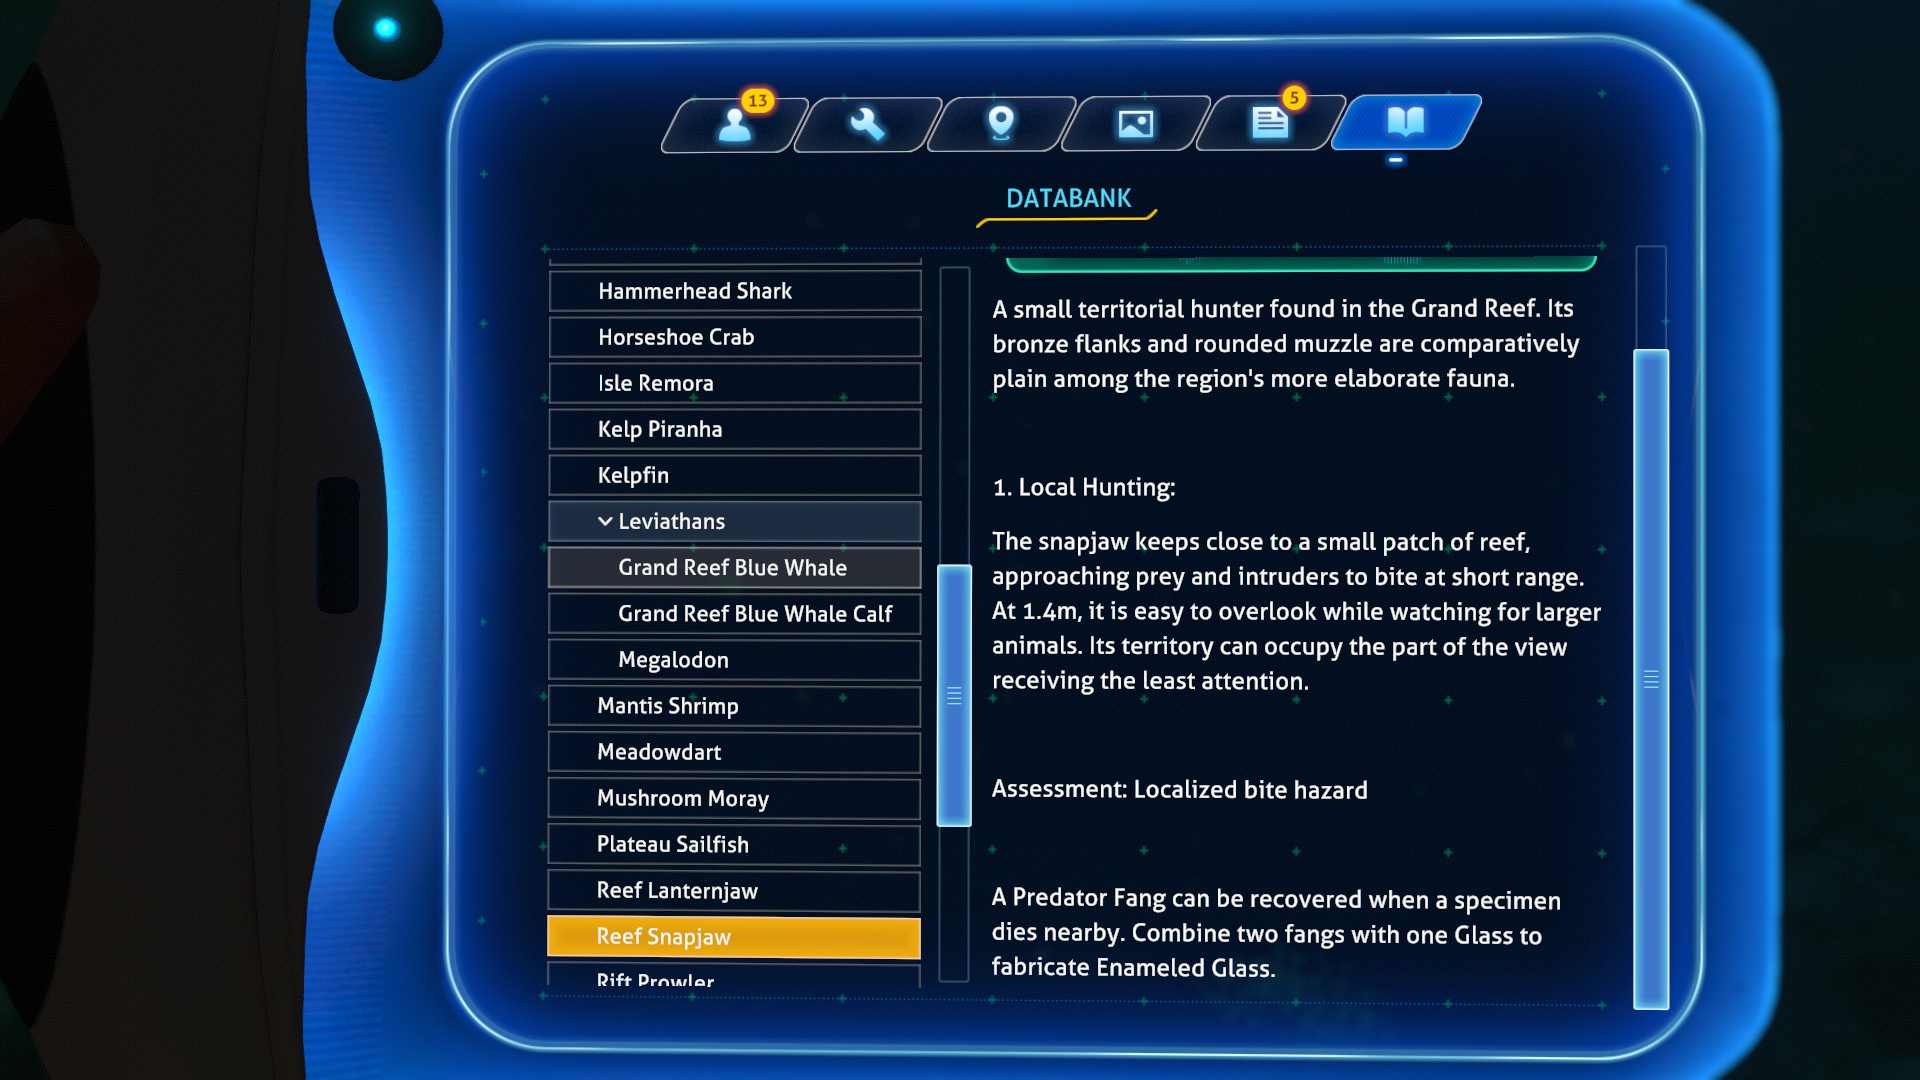 13
5
DATABANK
Hammerhead Shark
Horseshoe Crab
Isle Remora
Kelp Piranha
Kelpfin
Leviathans
Grand Reef Blue Whale
Grand Reef Blue Whale Calf
Megalodon
Mantis Shrimp
Meadowdart
Mushroom Moray
Plateau Sailfish
Reef Lanternjaw
Reef Snapjaw
Rift Prowler
A small territorial hunter found in the Grand Reef. Its
bronze flanks and rounded muzzle are comparatively
plain among the region's more elaborate fauna.
1. Local Hunting:
The snapjaw keeps close to a small patch of reef,
approaching prey and intruders to bite at short range.
At 1.4m, it is easy to overlook while watching for larger
animals. Its territory can occupy the part of the view
receiving the least attention.
Assessment: Localized bite hazard
A Predator Fang can be recovered when a specimen
dies nearby. Combine two fangs with one Glass to
fabricate Enameled Glass.